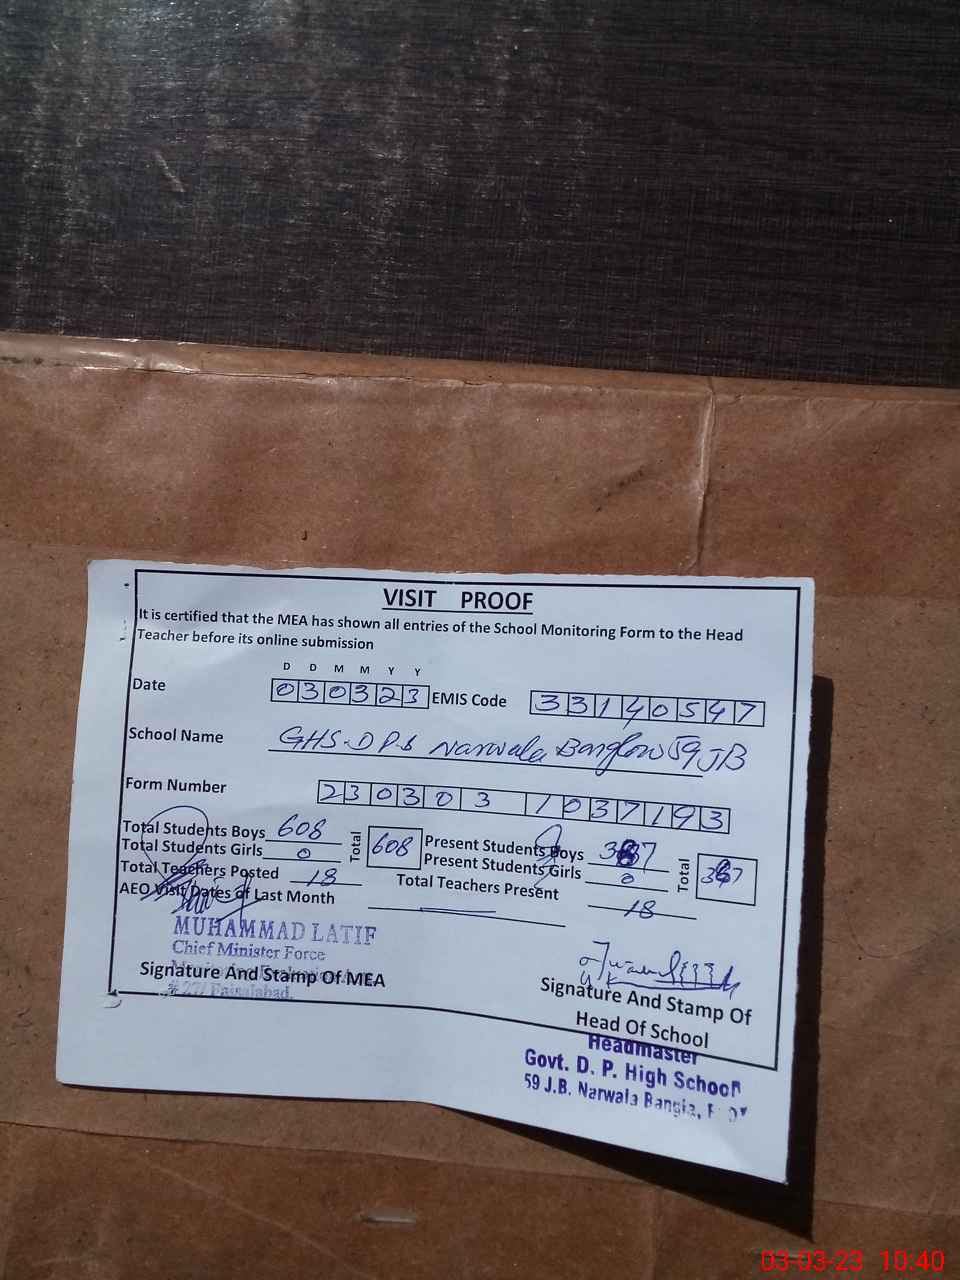 VISIT PROOF
It is certified that the MEA has shown all entries of the School Monitoring Form to the Head
Teacher before its online submission
D D M M Y Y
Date 030323 EMIS Code 33140547
School Name GHS.DPS Narwala Banglow 59 JB
Form Number 230303 1037193
Total Students Boys 608 Total 608 Present Students Boys Total
Total Students Girls 0 Present Students Girls 0
Total Teachers Posted 18 Total Teachers Present 18
AEO Visit Dates of Last Month
MUHAMMAD LATIF
Chief Minister Force
Faisalabad.
Signature And Stamp Of MEA
Signature And Stamp Of
Head Of School
Headmaster
Govt. D. P. High School
59 J.B. Narwala Bangla,
03-03-23 10:40